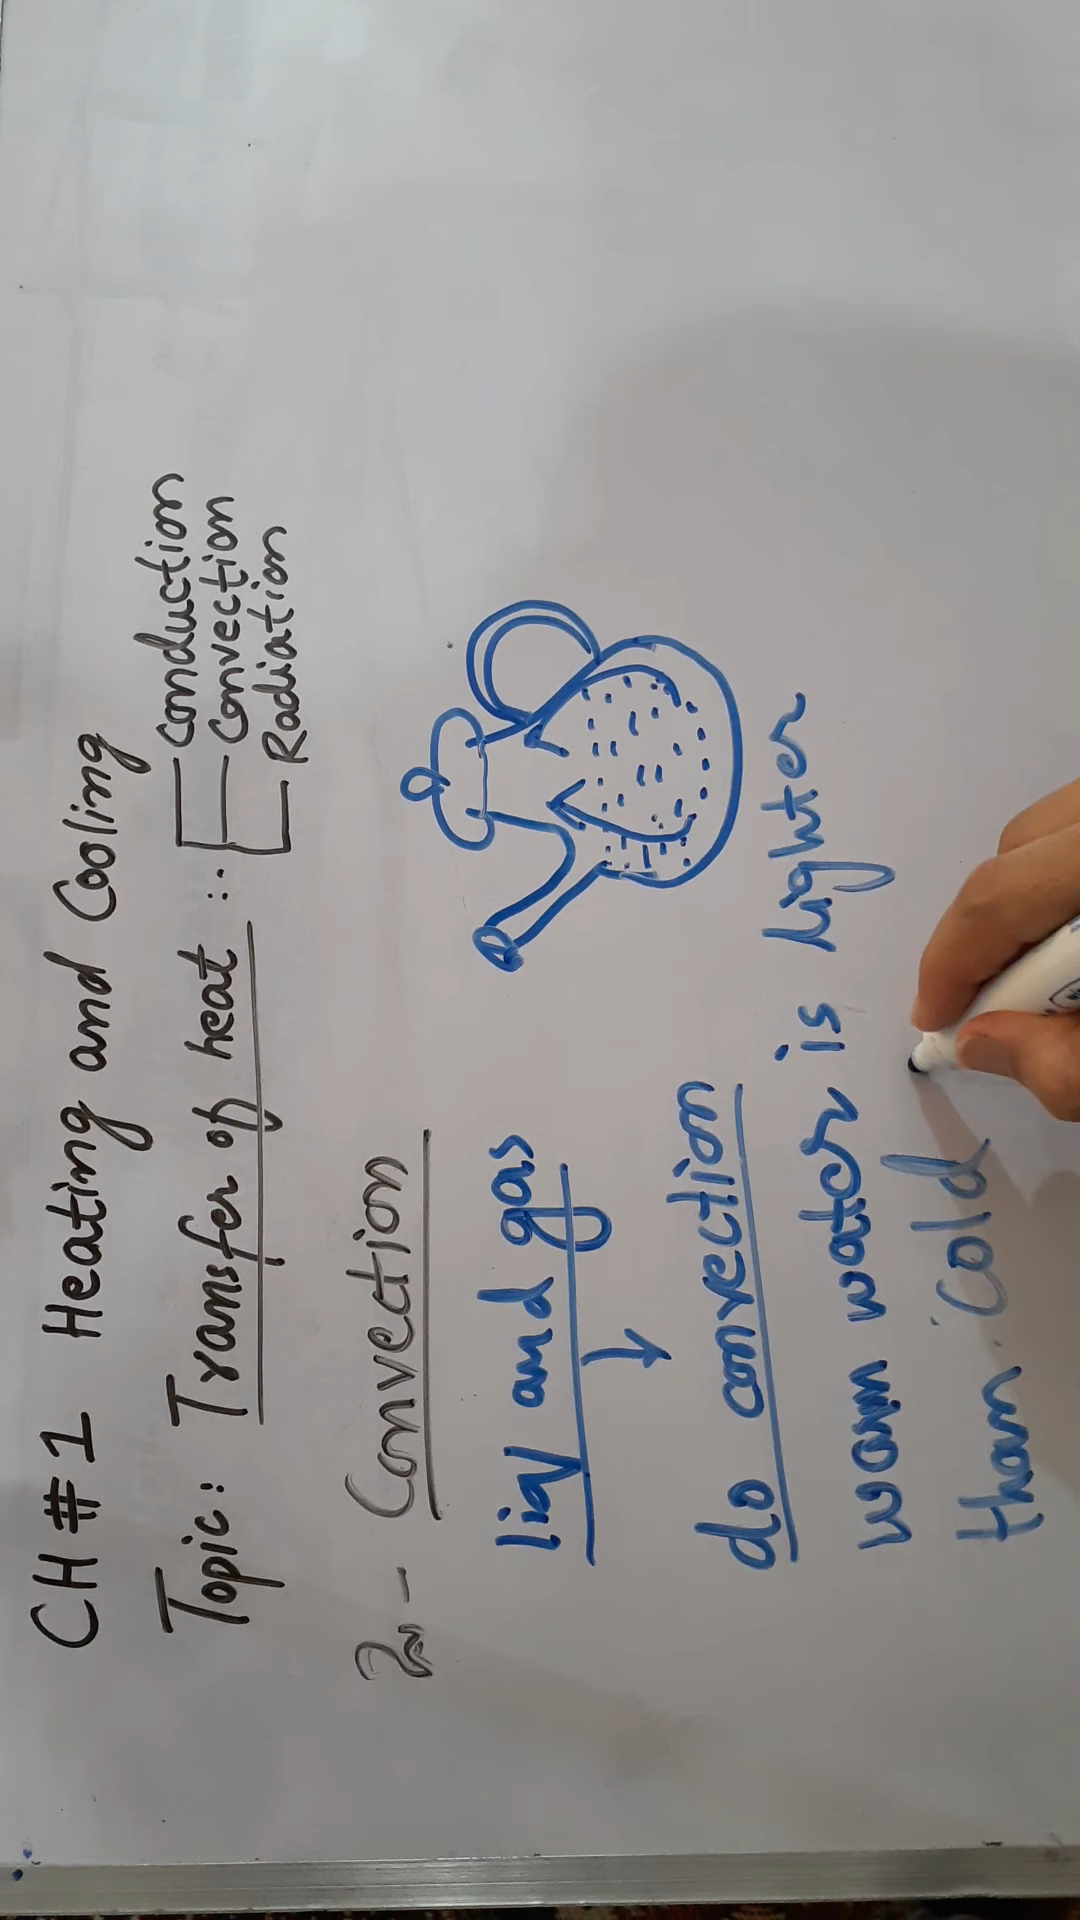 CH #1 Heating and Cooling
Topic: Transfer of heat :-
Conduction
Convection
Radiation
2- Convection
liq and gas
do convection
warm water is lighter
than cold